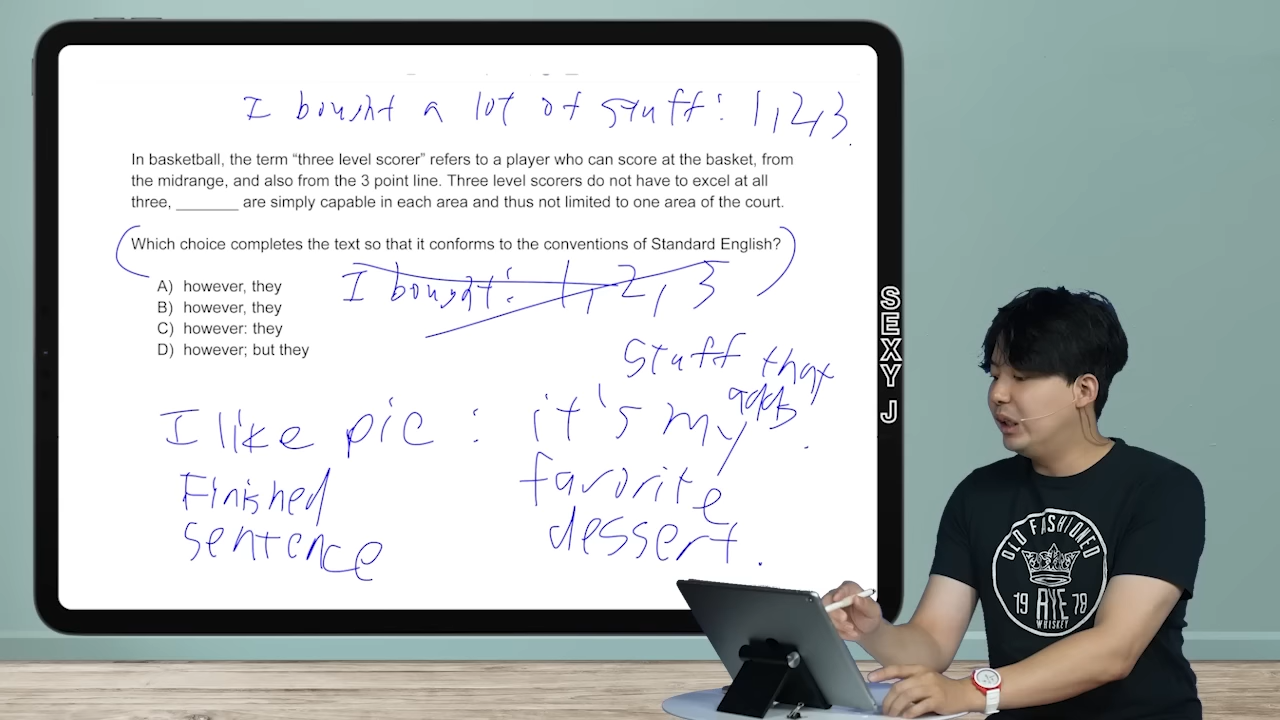 I bought a lot of stuff: 1, 2, 3.
In basketball, the term “three level scorer” refers to a player who can score at the basket, from
the midrange, and also from the 3 point line. Three level scorers do not have to excel at all
three, _______ are simply capable in each area and thus not limited to one area of the court.
Which choice completes the text so that it conforms to the conventions of Standard English?
A) however, they
B) however, they
C) however: they
D) however; but they
I bought: 1, 2, 3
stuff that
adds.
I like pie : it's my
favorite
dessert.
Finished
sentence
SEXY J
OLD FASHIONED
19 RYE 78
WHISKEY